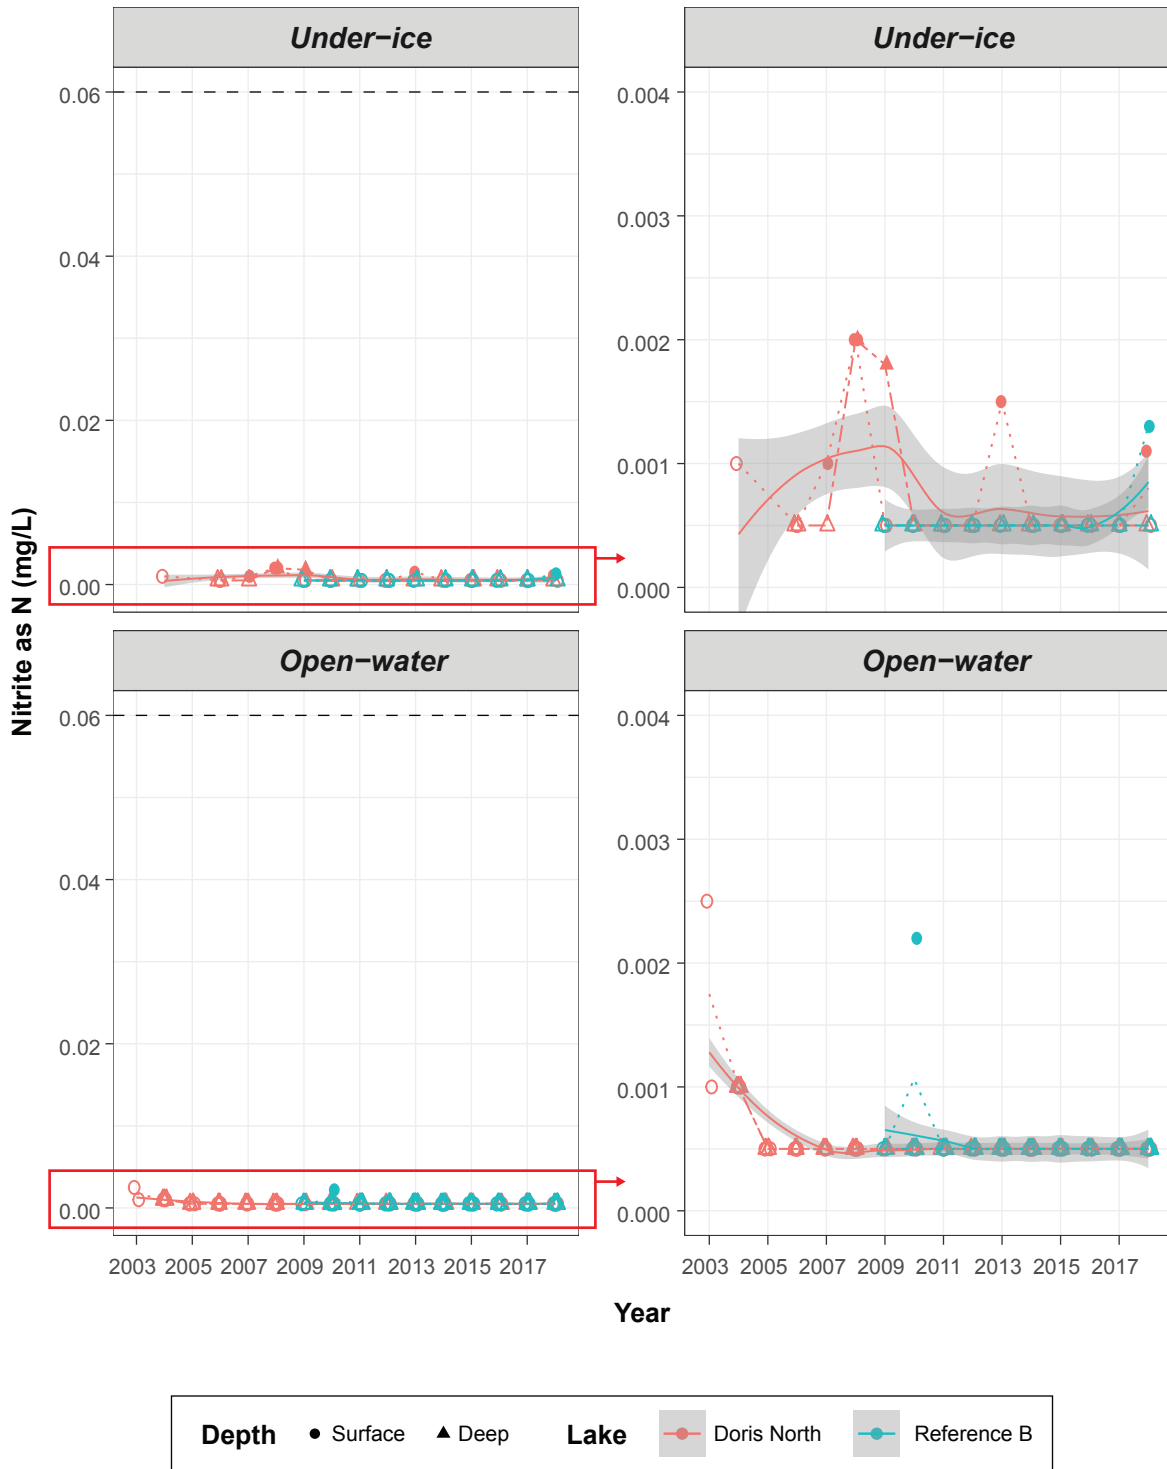 Under−ice
Under−ice
0.06
0.04
0.02
0.00
0.004
0.003
0.002
0.001
0.000
Nitrite as N (mg/L)
Open−water
Open−water
0.06
0.04
0.02
0.00
0.004
0.003
0.002
0.001
0.000
2003 2005 2007 2009 2011 2013 2015 2017
2003 2005 2007 2009 2011 2013 2015 2017
Year
Depth Surface Deep Lake Doris North Reference B